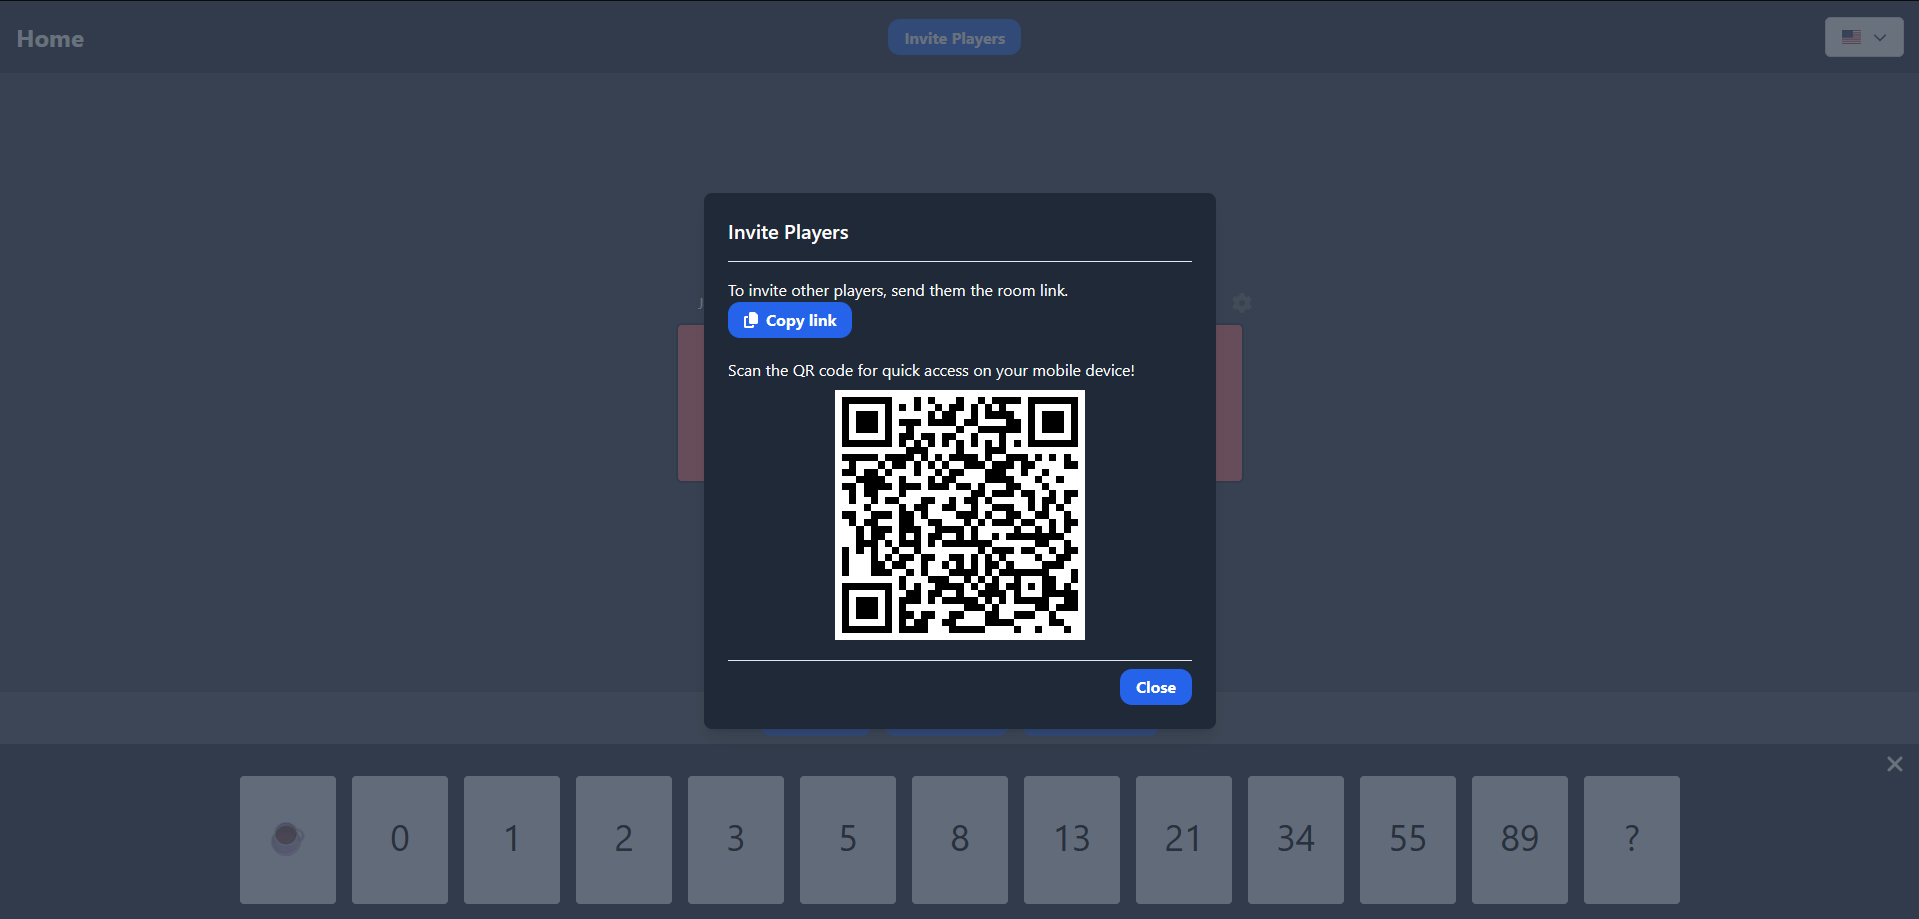 Home
Invite Players
Invite Players
To invite other players, send them the room link.
Copy link
Scan the QR code for quick access on your mobile device!
Close
0 1 2 3 5 8 13 21 34 55 89 ?